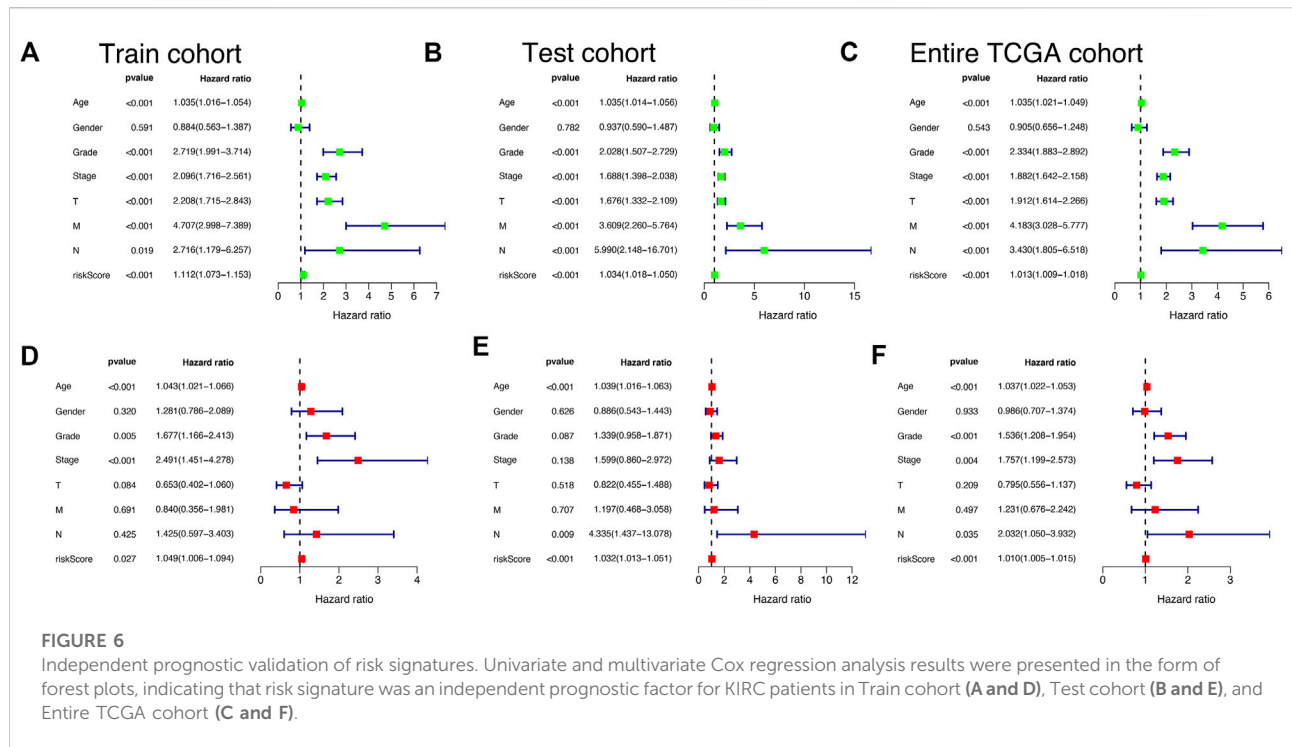 A Train cohort
pvalue Hazard ratio
Age <0.001 1.035(1.016−1.054)
Gender 0.591 0.884(0.563−1.387)
Grade <0.001 2.719(1.991−3.714)
Stage <0.001 2.096(1.716−2.561)
T <0.001 2.208(1.715−2.843)
M <0.001 4.707(2.998−7.389)
N 0.019 2.716(1.179−6.257)
riskScore <0.001 1.112(1.073−1.153)
0 1 2 3 4 5 6 7
Hazard ratio
B Test cohort
pvalue Hazard ratio
Age <0.001 1.035(1.014−1.056)
Gender 0.782 0.937(0.590−1.487)
Grade <0.001 2.028(1.507−2.729)
Stage <0.001 1.688(1.398−2.038)
T <0.001 1.676(1.332−2.109)
M <0.001 3.609(2.260−5.764)
N <0.001 5.990(2.148−16.701)
riskScore <0.001 1.034(1.018−1.050)
0 5 10 15
Hazard ratio
C Entire TCGA cohort
pvalue Hazard ratio
Age <0.001 1.035(1.021−1.049)
Gender 0.543 0.905(0.656−1.248)
Grade <0.001 2.334(1.883−2.892)
Stage <0.001 1.882(1.642−2.158)
T <0.001 1.912(1.614−2.266)
M <0.001 4.183(3.028−5.777)
N <0.001 3.430(1.805−6.518)
riskScore <0.001 1.013(1.009−1.018)
0 1 2 3 4 5 6
Hazard ratio
D
pvalue Hazard ratio
Age <0.001 1.043(1.021−1.066)
Gender 0.320 1.281(0.786−2.089)
Grade 0.005 1.677(1.166−2.413)
Stage <0.001 2.491(1.451−4.278)
T 0.084 0.653(0.402−1.060)
M 0.691 0.840(0.356−1.981)
N 0.425 1.425(0.597−3.403)
riskScore 0.027 1.049(1.006−1.094)
0 1 2 3 4
Hazard ratio
E
pvalue Hazard ratio
Age <0.001 1.039(1.016−1.063)
Gender 0.626 0.886(0.543−1.443)
Grade 0.087 1.339(0.958−1.871)
Stage 0.138 1.599(0.860−2.972)
T 0.518 0.822(0.455−1.488)
M 0.707 1.197(0.468−3.058)
N 0.009 4.335(1.437−13.078)
riskScore <0.001 1.032(1.013−1.051)
0 2 4 6 8 10 12
Hazard ratio
F
pvalue Hazard ratio
Age <0.001 1.037(1.022−1.053)
Gender 0.933 0.986(0.707−1.374)
Grade <0.001 1.536(1.208−1.954)
Stage 0.004 1.757(1.199−2.573)
T 0.209 0.795(0.556−1.137)
M 0.497 1.231(0.676−2.242)
N 0.035 2.032(1.050−3.932)
riskScore <0.001 1.010(1.005−1.015)
0 1 2 3
Hazard ratio
FIGURE 6
Independent prognostic validation of risk signatures. Univariate and multivariate Cox regression analysis results were presented in the form of
forest plots, indicating that risk signature was an independent prognostic factor for KIRC patients in Train cohort (A and D), Test cohort (B and E), and
Entire TCGA cohort (C and F).